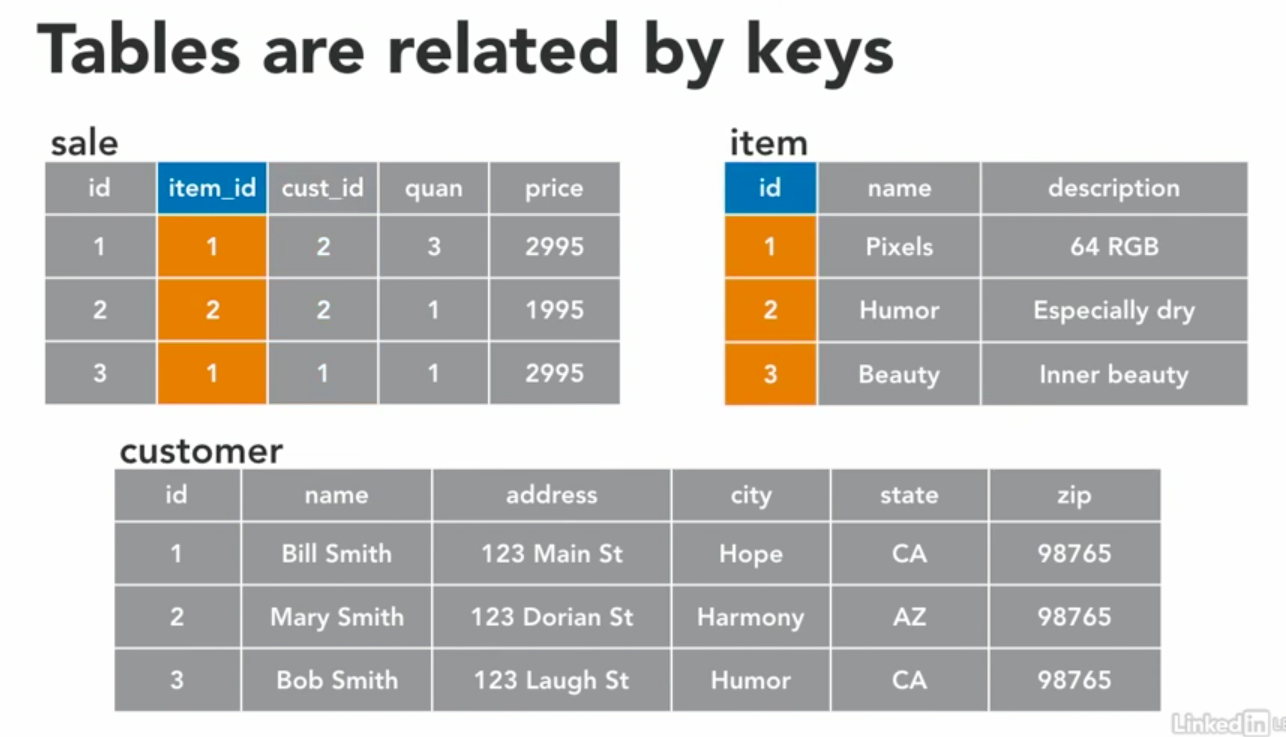 Tables are related by keys
sale
id item_id cust_id quan price
1 1 2 3 2995
2 2 2 1 1995
3 1 1 1 2995
item
id name description
1 Pixels 64 RGB
2 Humor Especially dry
3 Beauty Inner beauty
customer
id name address city state zip
1 Bill Smith 123 Main St Hope CA 98765
2 Mary Smith 123 Dorian St Harmony AZ 98765
3 Bob Smith 123 Laugh St Humor CA 98765
Linked in